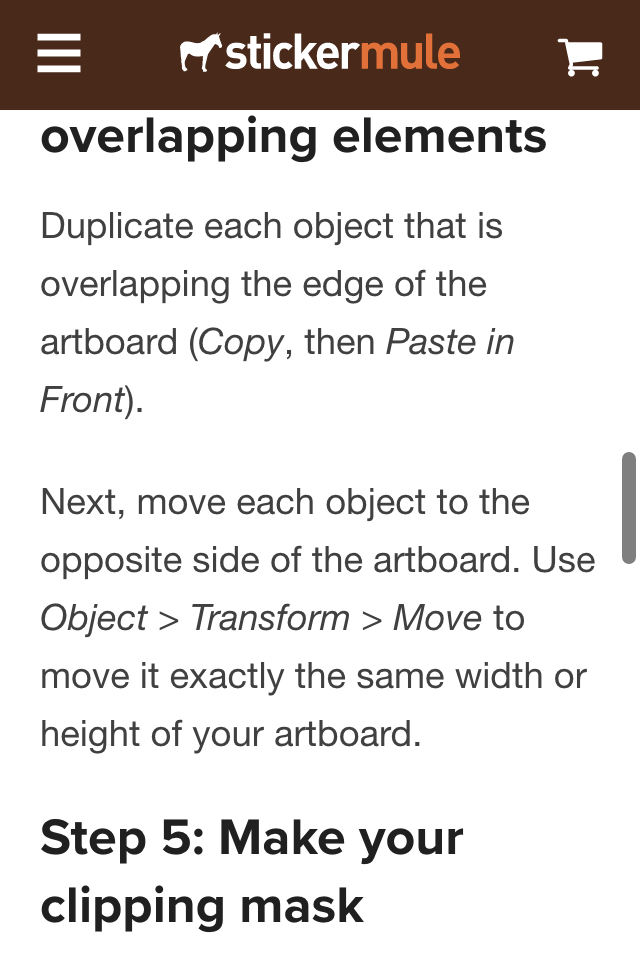 stickermule
overlapping elements
Duplicate each object that is
overlapping the edge of the
artboard (Copy, then Paste in
Front).
Next, move each object to the
opposite side of the artboard. Use
Object > Transform > Move to
move it exactly the same width or
height of your artboard.
Step 5: Make your
clipping mask